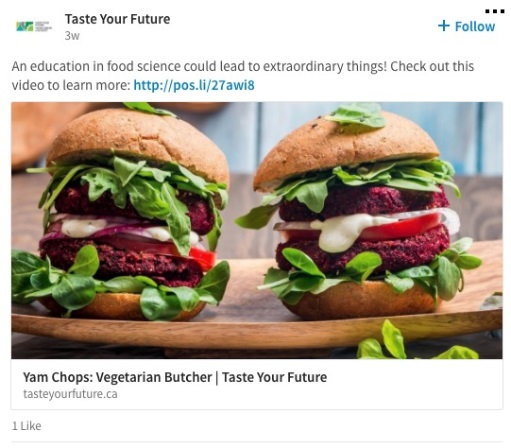 Taste Your Future
3w
+ Follow
An education in food science could lead to extraordinary things! Check out this
video to learn more: http://pos.li/27awi8
Yam Chops: Vegetarian Butcher | Taste Your Future
tasteyourfuture.ca
1 Like